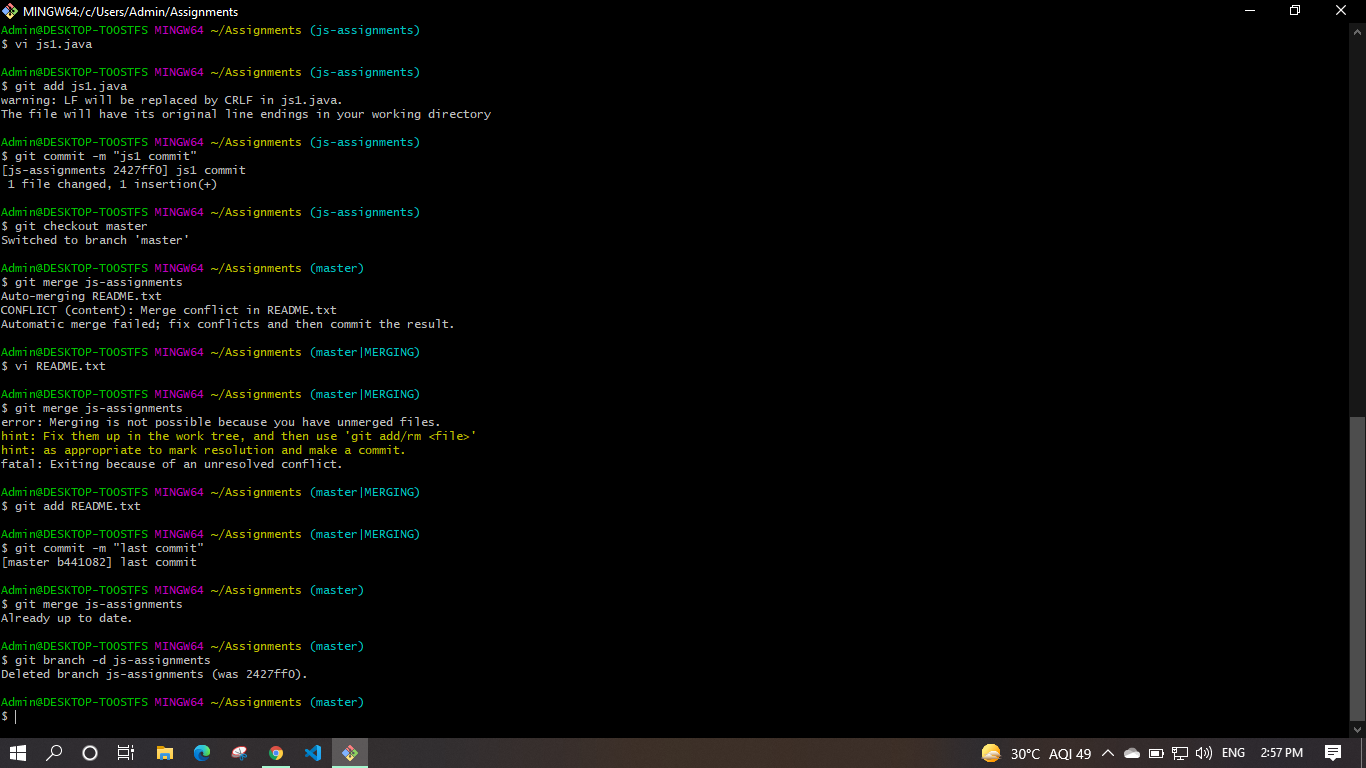 MINGW64:/c/Users/Admin/Assignments
Admin@DESKTOP-TOOSTFS MINGW64 ~/Assignments (js-assignments)
$ vi js1.java
Admin@DESKTOP-TOOSTFS MINGW64 ~/Assignments (js-assignments)
$ git add js1.java
warning: LF will be replaced by CRLF in js1.java.
The file will have its original line endings in your working directory
Admin@DESKTOP-TOOSTFS MINGW64 ~/Assignments (js-assignments)
$ git commit -m "js1 commit"
[js-assignments 2427ff0] js1 commit
1 file changed, 1 insertion(+)
Admin@DESKTOP-TOOSTFS MINGW64 ~/Assignments (js-assignments)
$ git checkout master
Switched to branch 'master'
Admin@DESKTOP-TOOSTFS MINGW64 ~/Assignments (master)
$ git merge js-assignments
Auto-merging README.txt
CONFLICT (content): Merge conflict in README.txt
Automatic merge failed; fix conflicts and then commit the result.
Admin@DESKTOP-TOOSTFS MINGW64 ~/Assignments (master|MERGING)
$ vi README.txt
Admin@DESKTOP-TOOSTFS MINGW64 ~/Assignments (master|MERGING)
$ git merge js-assignments
error: Merging is not possible because you have unmerged files.
hint: Fix them up in the work tree, and then use 'git add/rm <file>'
hint: as appropriate to mark resolution and make a commit.
fatal: Exiting because of an unresolved conflict.
Admin@DESKTOP-TOOSTFS MINGW64 ~/Assignments (master|MERGING)
$ git add README.txt
Admin@DESKTOP-TOOSTFS MINGW64 ~/Assignments (master|MERGING)
$ git commit -m "last commit"
[master b441082] last commit
Admin@DESKTOP-TOOSTFS MINGW64 ~/Assignments (master)
$ git merge js-assignments
Already up to date.
Admin@DESKTOP-TOOSTFS MINGW64 ~/Assignments (master)
$ git branch -d js-assignments
Deleted branch js-assignments (was 2427ff0).
Admin@DESKTOP-TOOSTFS MINGW64 ~/Assignments (master)
$
30°C AQI 49 ENG 2:57 PM